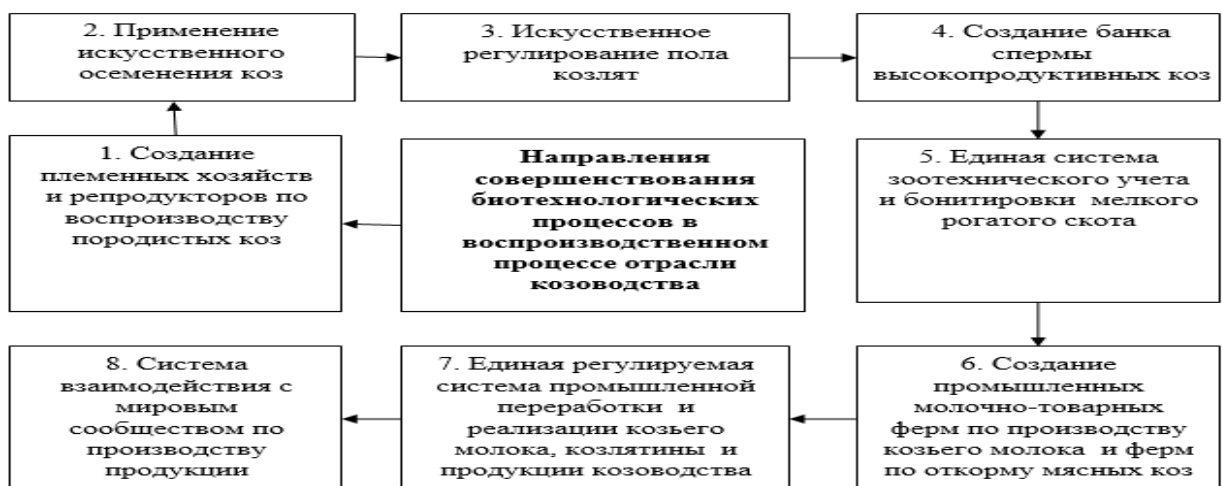 2. Применение
искусственного
осеменения коз
3. Искусственное
регулирование пола
козлят
4. Создание банка
спермы
высокопродуктивных коз
1. Создание
племенных хозяйств
и репродукторов по
воспроизводству
породистых коз
Направления
совершенствования
биотехнологических
процессов в
воспроизводственном
процессе отрасли
козоводства
5. Единая система
зоотехнического учета
и бонитировки мелкого
рогатого скота
8. Система
взаимодействия с
мировым
сообществом по
производству
продукции
7. Единая регулируемая
система промышленной
переработки и
реализации козьего
молока, козлятины и
продукции козоводства
6. Создание
промышленных
молочно-товарных
ферм по производству
козьего молока и ферм
по откорму мясных коз